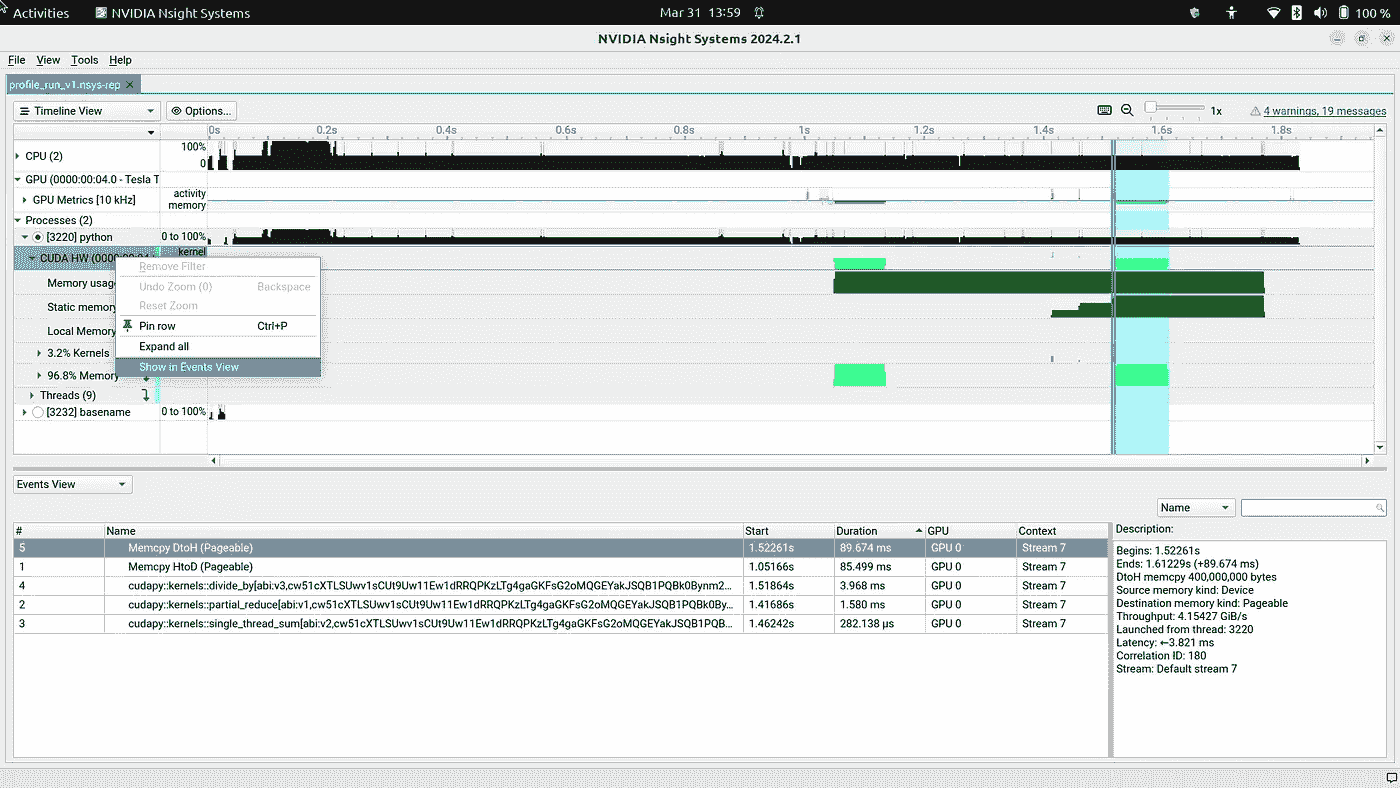 Activities NVIDIA Nsight Systems Mar 31 13:59 100 %
NVIDIA Nsight Systems 2024.2.1
File View Tools Help
profile_run_v1.nsys-rep
Timeline View Options... 1x 4 warnings, 19 messages
0s 0.2s 0.4s 0.6s 0.8s 1s 1.2s 1.4s 1.6s 1.8s
CPU (2) 100%
0
GPU (0000:00:04.0 - Tesla T
GPU Metrics [10 kHz] activity
memory
Processes (2)
[3220] python 0 to 100%
CUDA HW (0000:00:04 kernel
Remove Filter
Memory usag
Undo Zoom (0) Backspace
Static memory
Reset Zoom
Local Memory
Pin row Ctrl+P
3.2% Kernels
Expand all
96.8% Memory
Show in Events View
Threads (9)
[3232] basename 0 to 100%
Events View
Name
# Name Start Duration GPU Context
5 Memcpy DtoH (Pageable) 1.52261s 89.674 ms GPU 0 Stream 7
1 Memcpy HtoD (Pageable) 1.05166s 85.499 ms GPU 0 Stream 7
4 cudapy::kernels::divide_by[abi:v3,cw51cXTLSUwv1sCUt9Uw11Ew1dRRQPKzLTg4gaGKFsG2oMQGEYakJSQB1PQBk0Bynm2... 1.51864s 3.968 ms GPU 0 Stream 7
2 cudapy::kernels::partial_reduce[abi:v1,cw51cXTLSUwv1sCUt9Uw11Ew1dRRQPKzLTg4gaGKFsG2oMQGEYakJSQB1PQBk0By... 1.41686s 1.580 ms GPU 0 Stream 7
3 cudapy::kernels::single_thread_sum[abi:v2,cw51cXTLSUwv1sCUt9Uw11Ew1dRRQPKzLTg4gaGKFsG2oMQGEYakJSQB1PQB... 1.46242s 282.138 μs GPU 0 Stream 7
Description:
Begins: 1.52261s
Ends: 1.61229s (+89.674 ms)
DtoH memcpy 400,000,000 bytes
Source memory kind: Device
Destination memory kind: Pageable
Throughput: 4.15427 GiB/s
Launched from thread: 3220
Latency: ←3.821 ms
Correlation ID: 180
Stream: Default stream 7